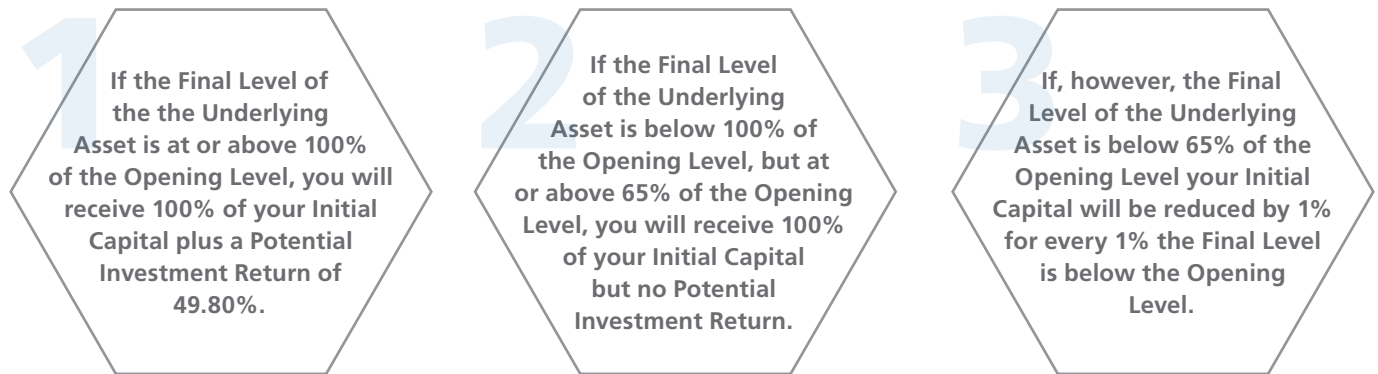 1
If the Final Level of
the the Underlying
Asset is at or above 100%
of the Opening Level, you will
receive 100% of your Initial
Capital plus a Potential
Investment Return of
49.80%.
2
If the Final Level
of the Underlying
Asset is below 100% of
the Opening Level, but at
or above 65% of the Opening
Level, you will receive 100%
of your Initial Capital
but no Potential
Investment Return.
3
If, however, the Final
Level of the Underlying
Asset is below 65% of the
Opening Level your Initial
Capital will be reduced by 1%
for every 1% the Final Level
is below the Opening
Level.